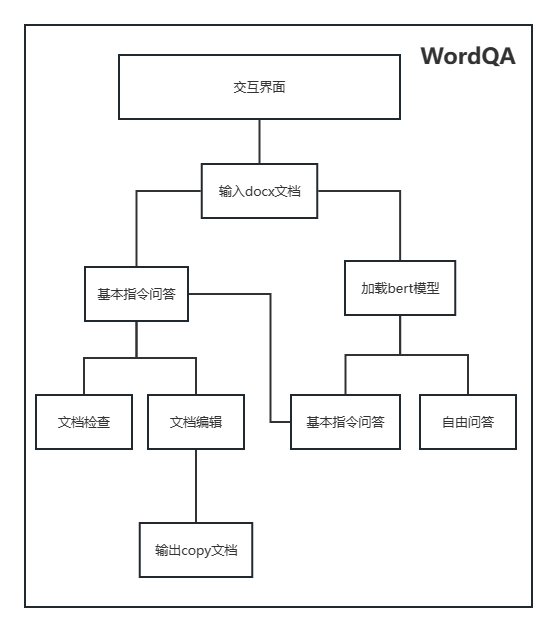 WordQA
交互界面
输入docx文档
基本指令问答
加载bert模型
文档检查
文档编辑
基本指令问答
自由问答
输出copy文档